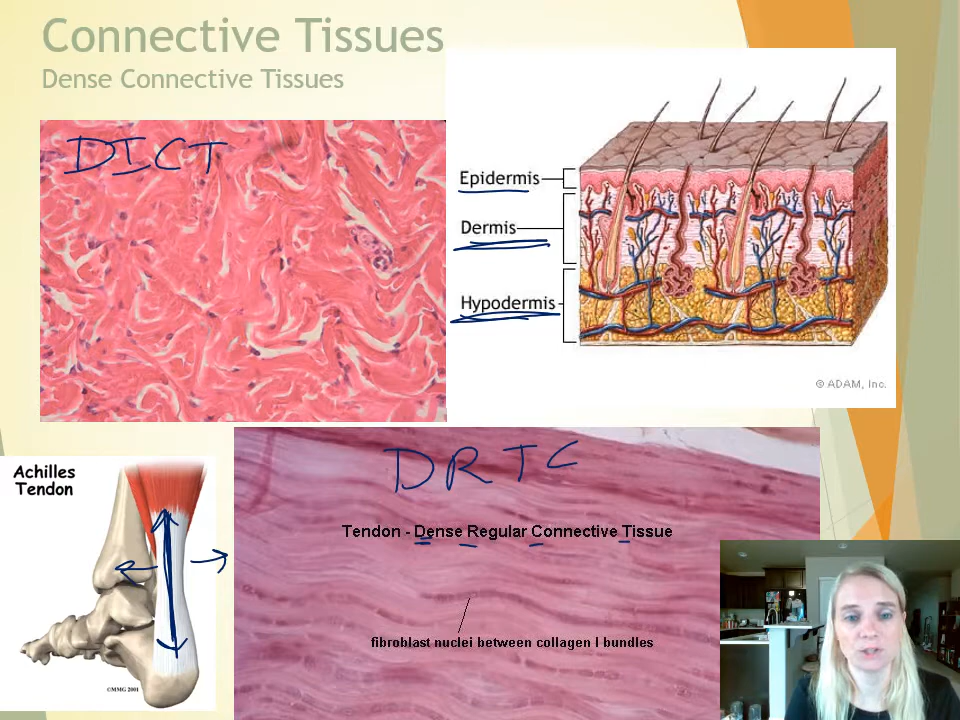 Connective Tissues
Dense Connective Tissues
DICT
Epidermis
Dermis
Hypodermis
© ADAM, Inc.
Achilles
Tendon
©MMG 2001
DRTC
Tendon - Dense Regular Connective Tissue
fibroblast nuclei between collagen I bundles